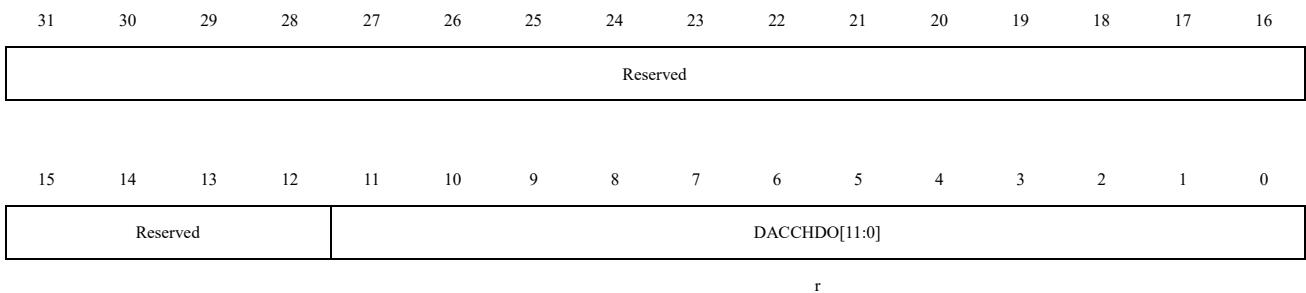 31 30 29 28 27 26 25 24 23 22 21 20 19 18 17 16
Reserved
15 14 13 12 11 10 9 8 7 6 5 4 3 2 1 0
Reserved DACCHDO[11:0]
r